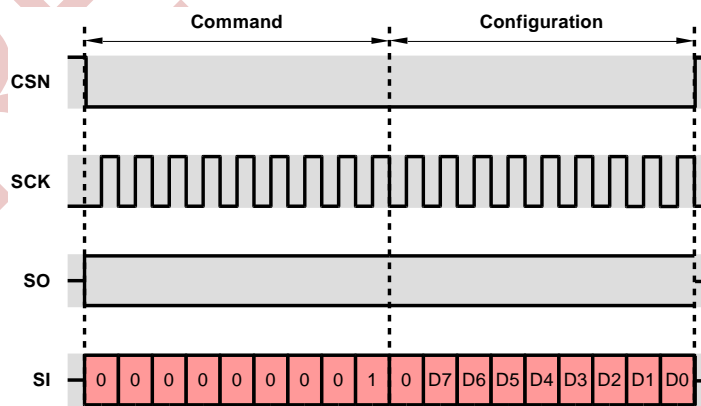 Command Configuration
CSN
SCK
SO
SI 0 0 0 0 0 0 0 0 1 0 D7 D6 D5 D4 D3 D2 D1 D0